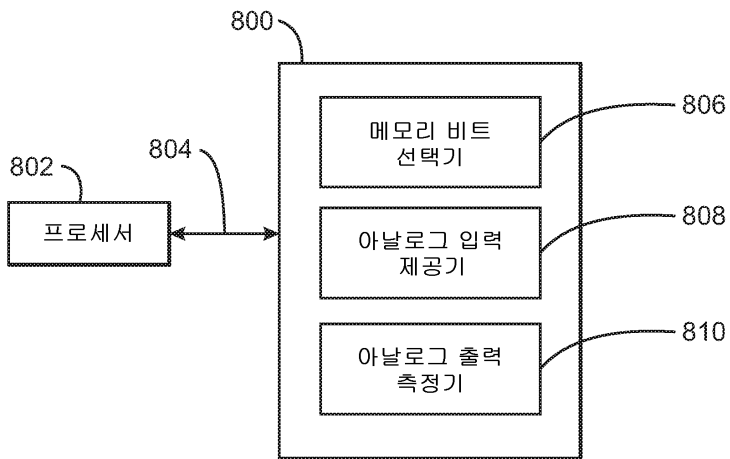 800
806
메모리 비트
선택기
804
802
프로세서
808
아날로그 입력
제공기
810
아날로그 출력
측정기